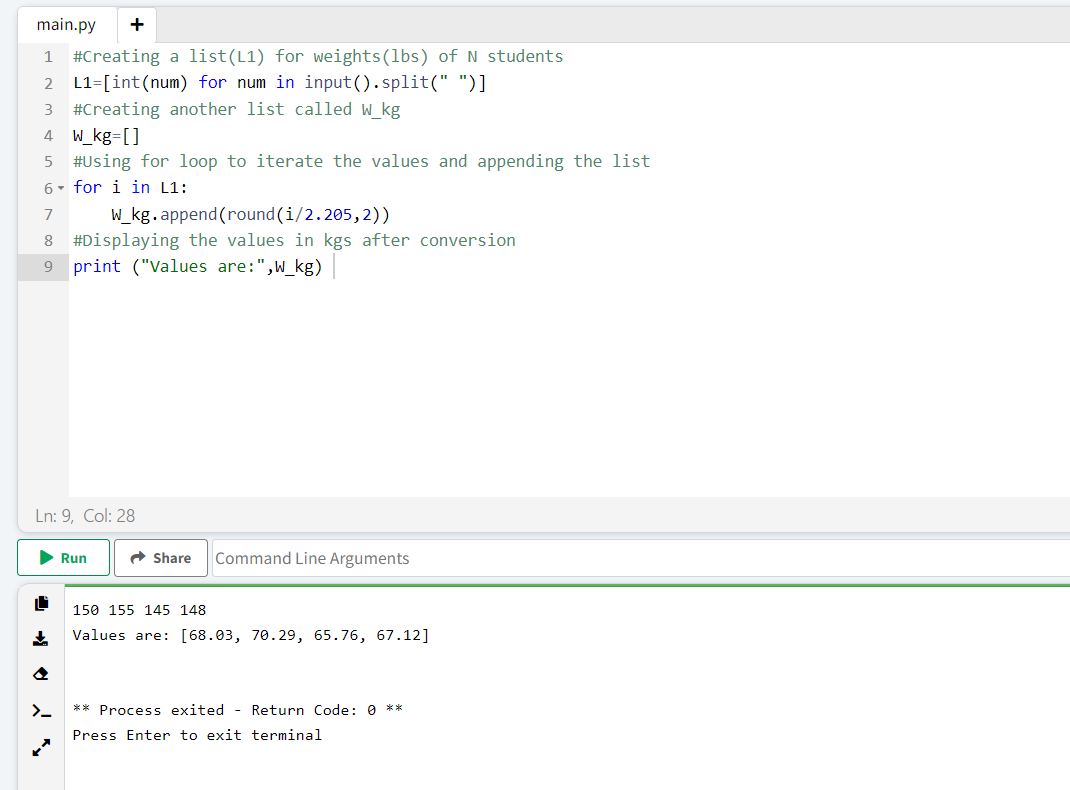 main.py +
1 #Creating a list(L1) for weights(lbs) of N students
2 L1=[int(num) for num in input().split(" ")]
3 #Creating another list called W_kg
4 W_kg=[]
5 #Using for loop to iterate the values and appending the list
6 for i in L1:
7     W_kg.append(round(i/2.205,2))
8 #Displaying the values in kgs after conversion
9 print ("Values are:",W_kg)
Ln: 9, Col: 28
Run Share Command Line Arguments
150 155 145 148
Values are: [68.03, 70.29, 65.76, 67.12]
** Process exited - Return Code: 0 **
Press Enter to exit terminal